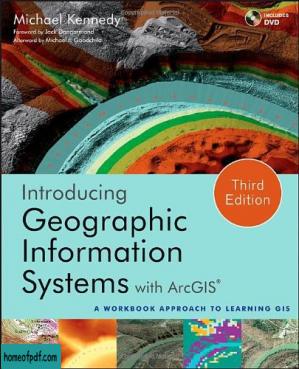 Michael Kennedy
Foreword by Jack Dangermond
Afterword by Michael F. Goodchild
INCLUDES A
DVD
Introducing
Third
Edition
Geographic
Information
Systems with ArcGIS®
A WORKBOOK APPROACH TO LEARNING GIS
homeofpdf.com